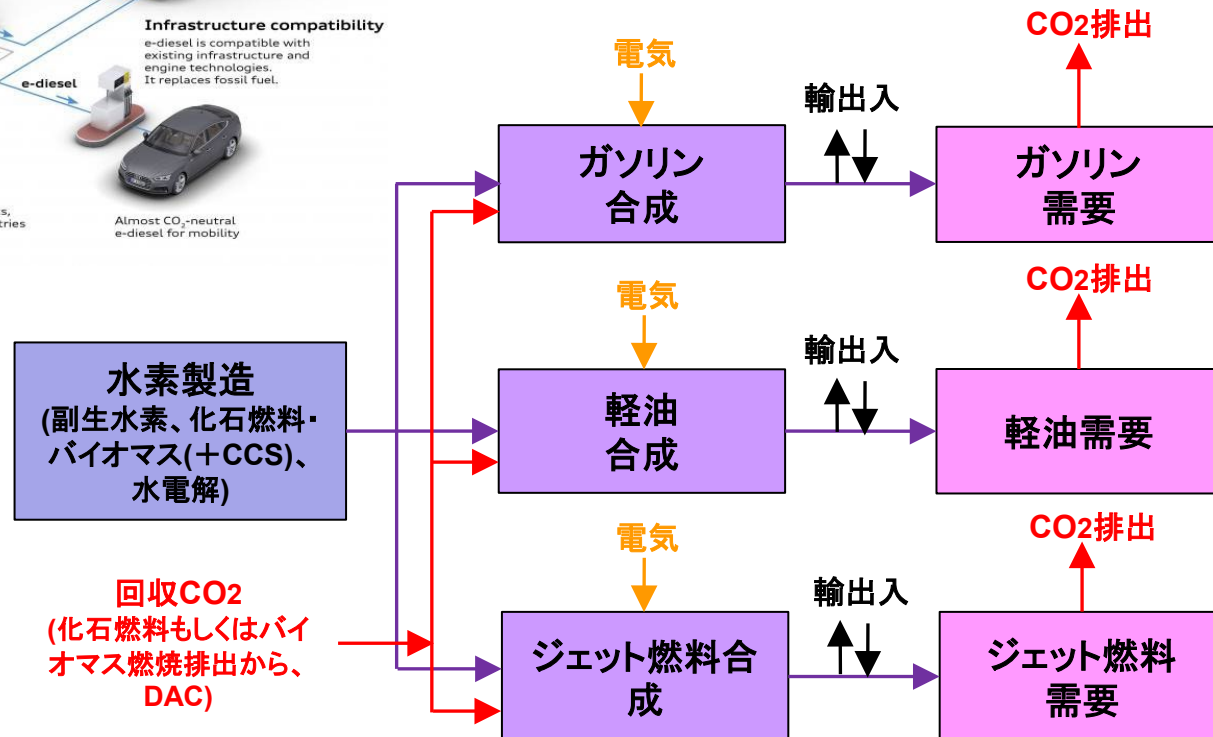 Infrastructure compatibility
e-diesel is compatible with
existing infrastructure and
engine technologies.
It replaces fossil fuel.
e-diesel
Almost CO2-neutral
e-diesel for mobility
電気
輸出入
CO2排出
ガソリン
合成
ガソリン
需要
電気
輸出入
CO2排出
水素製造
(副生水素、化石燃料・
バイオマス(＋CCS)、
水電解)
軽油
合成
軽油需要
電気
輸出入
CO2排出
回収CO2
(化石燃料もしくはバイ
オマス燃焼排出から、
DAC)
ジェット燃料合
成
ジェット燃料
需要